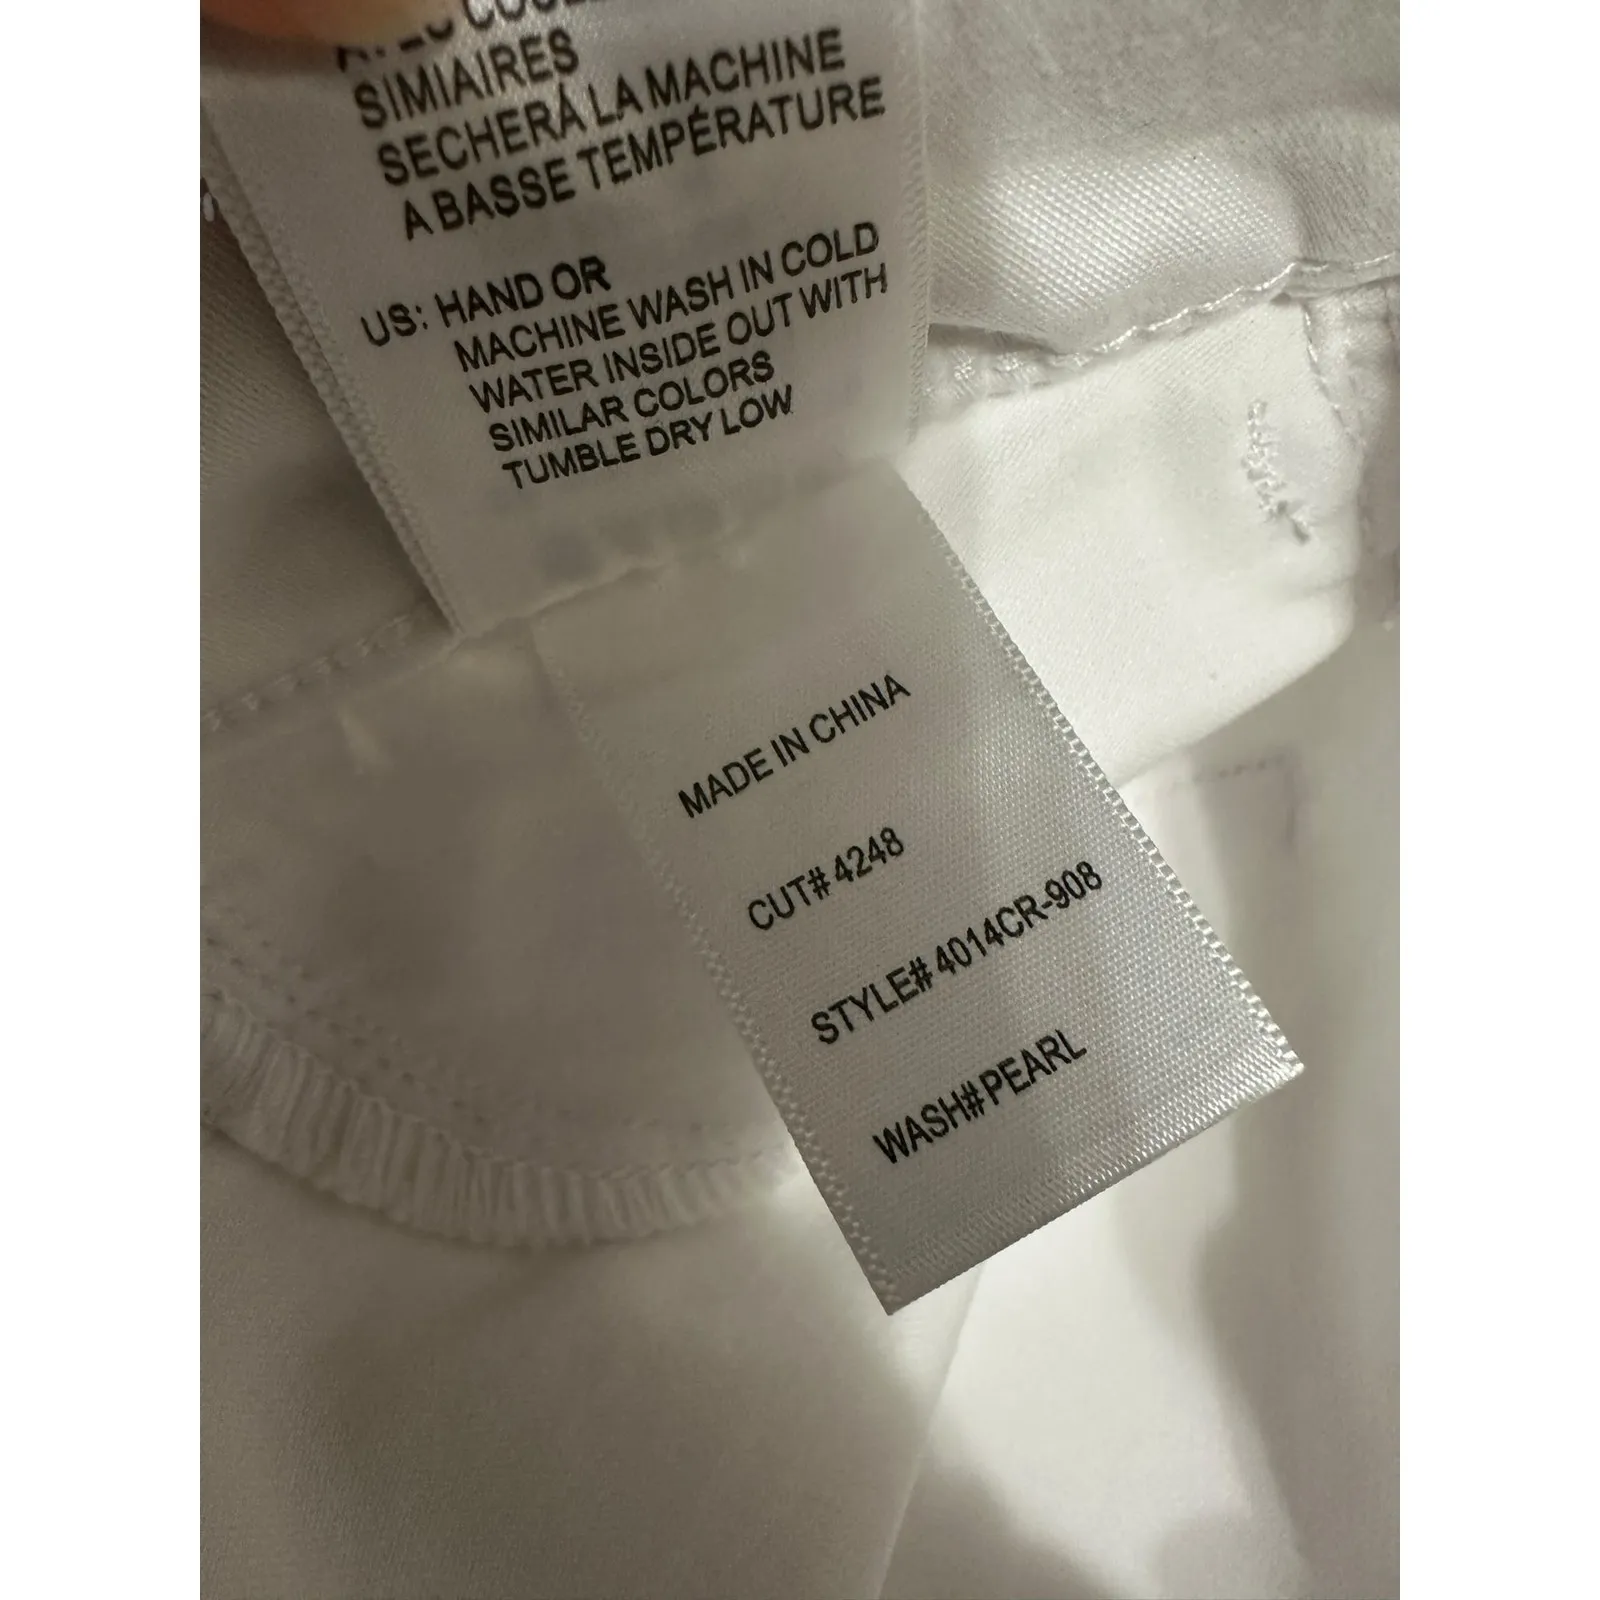 SIMIAIRES
SECHERÀ LA MACHINE
A BASSE TEMPÉRATURE
US: HAND OR
MACHINE WASH IN COLD
WATER INSIDE OUT WITH
SIMILAR COLORS
TUMBLE DRY LOW
MADE IN CHINA
CUT# 4248
STYLE# 4014CR-908
WASH# PEARL